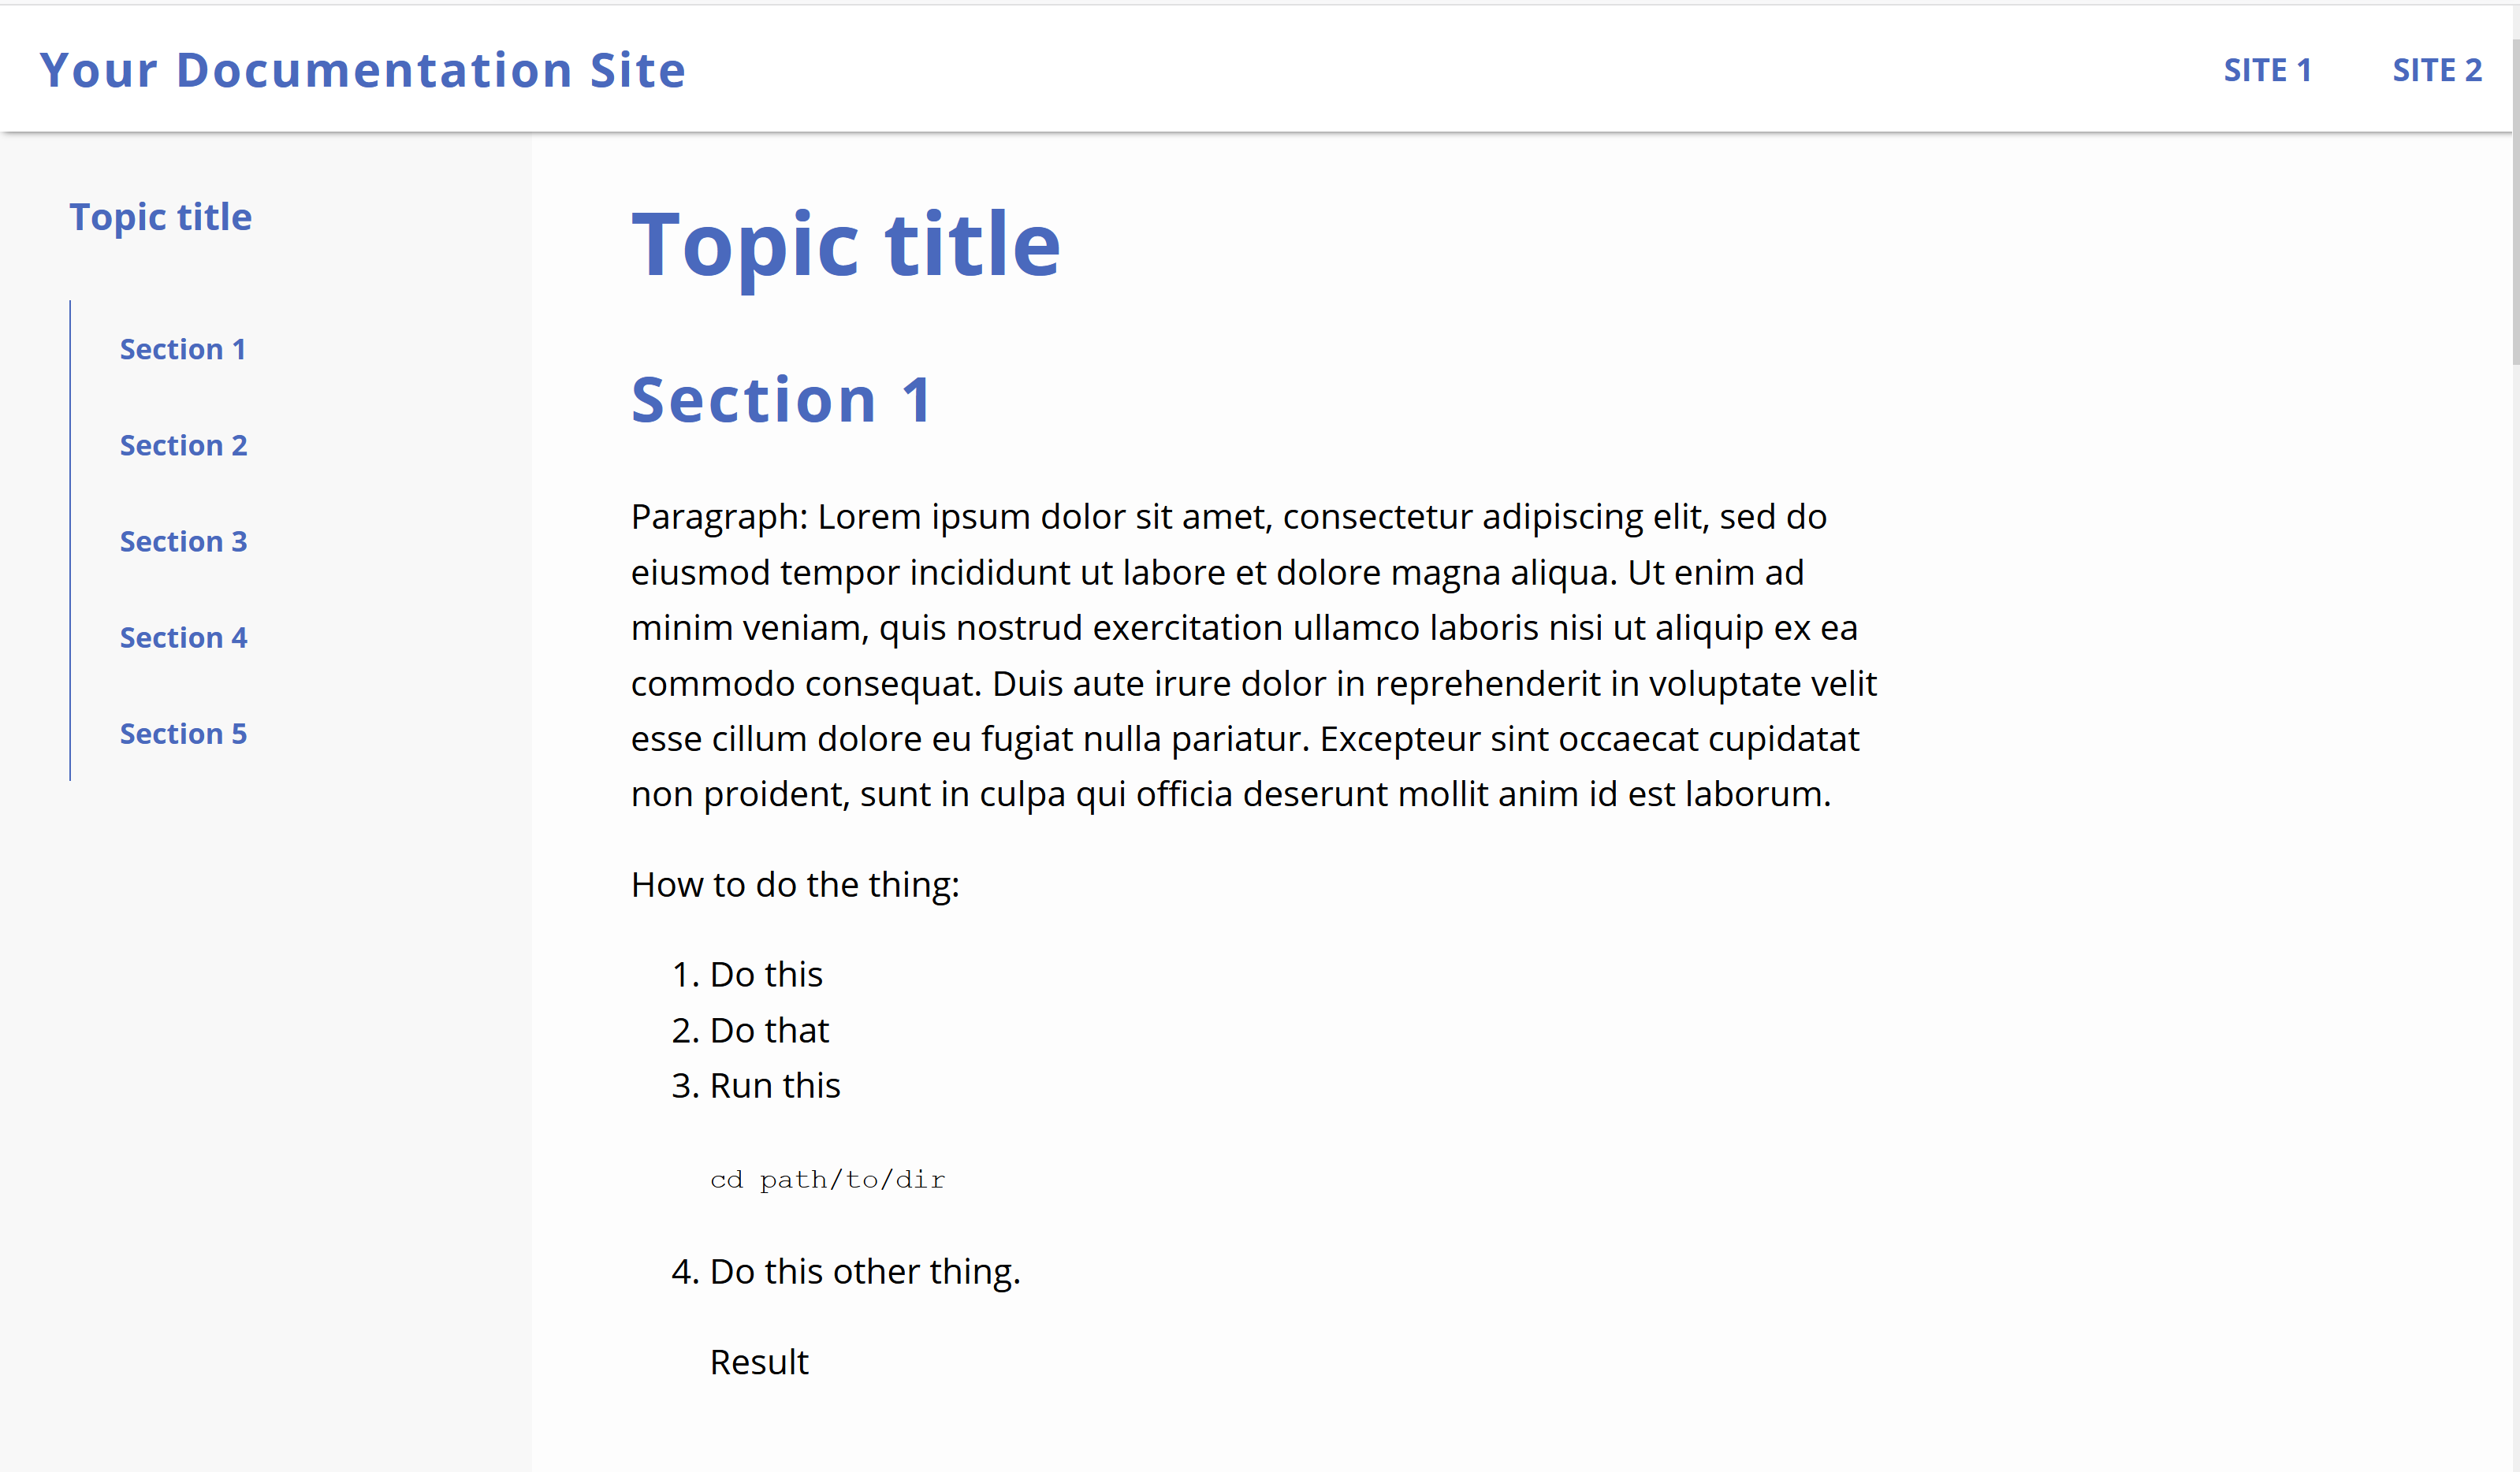 Your Documentation Site
SITE 1
SITE 2
Topic title
Section 1
Section 2
Section 3
Section 4
Section 5
Topic title
Section 1
Paragraph: Lorem ipsum dolor sit amet, consectetur adipiscing elit, sed do
eiusmod tempor incididunt ut labore et dolore magna aliqua. Ut enim ad
minim veniam, quis nostrud exercitation ullamco laboris nisi ut aliquip ex ea
commodo consequat. Duis aute irure dolor in reprehenderit in voluptate velit
esse cillum dolore eu fugiat nulla pariatur. Excepteur sint occaecat cupidatat
non proident, sunt in culpa qui officia deserunt mollit anim id est laborum.
How to do the thing:
1. Do this
2. Do that
3. Run this
cd path/to/dir
4. Do this other thing.
Result